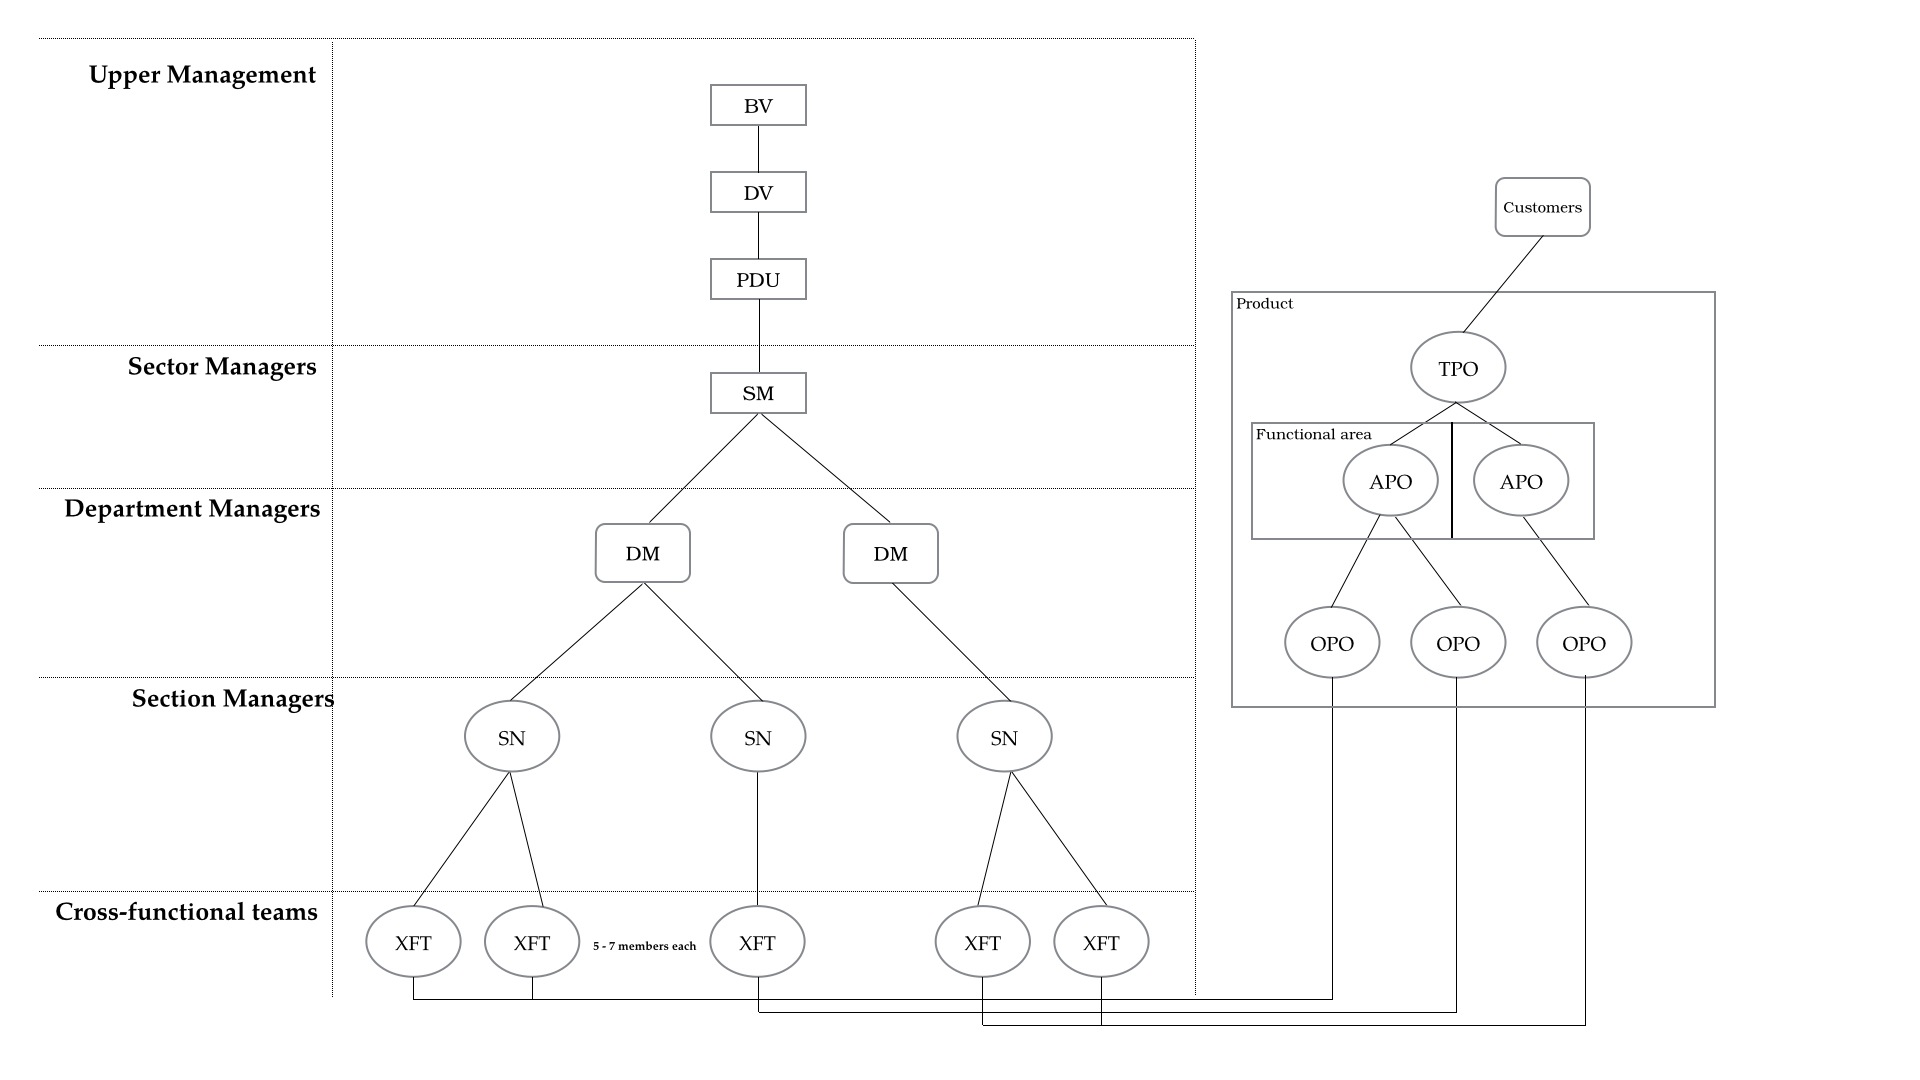 Upper Management
BV
DV
PDU
Sector Managers
SM
Department Managers
DM
DM
Section Managers
SN
SN
SN
Cross-functional teams
XFT
XFT
5 - 7 members each
XFT
XFT
XFT
Customers
Product
TPO
Functional area
APO
APO
OPO
OPO
OPO